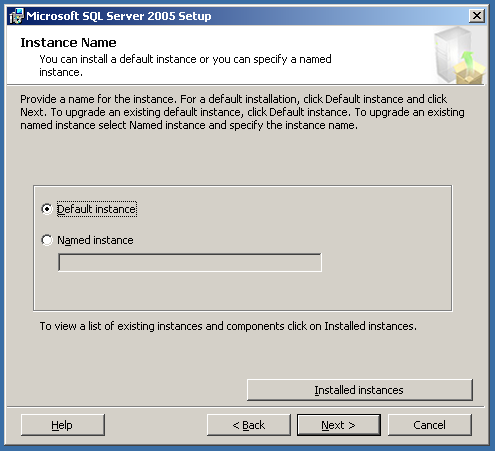 Microsoft SQL Server 2005 Setup
Instance Name
You can install a default instance or you can specify a named
instance.
Provide a name for the instance. For a default installation, click Default instance and click
Next. To upgrade an existing default instance, click Default instance. To upgrade an existing
named instance select Named instance and specify the instance name.
Default instance
Named instance
To view a list of existing instances and components click on Installed instances.
Installed instances
Help
< Back
Next >
Cancel